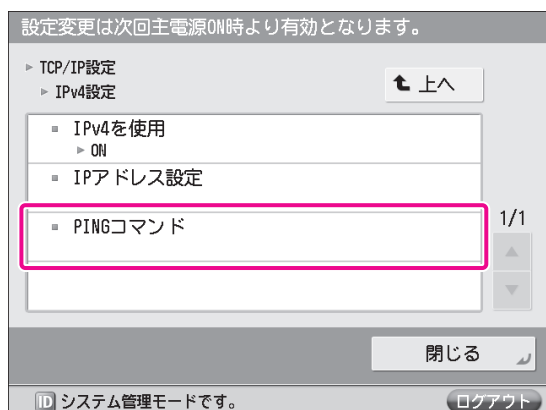 設定変更は次回主電源ON時より有効となります。
▶ TCP/IP設定
▶ IPv4設定
上へ
IPv4を使用
▶ ON
IPアドレス設定
PINGコマンド
1/1
閉じる
ID システム管理モードです。
ログアウト